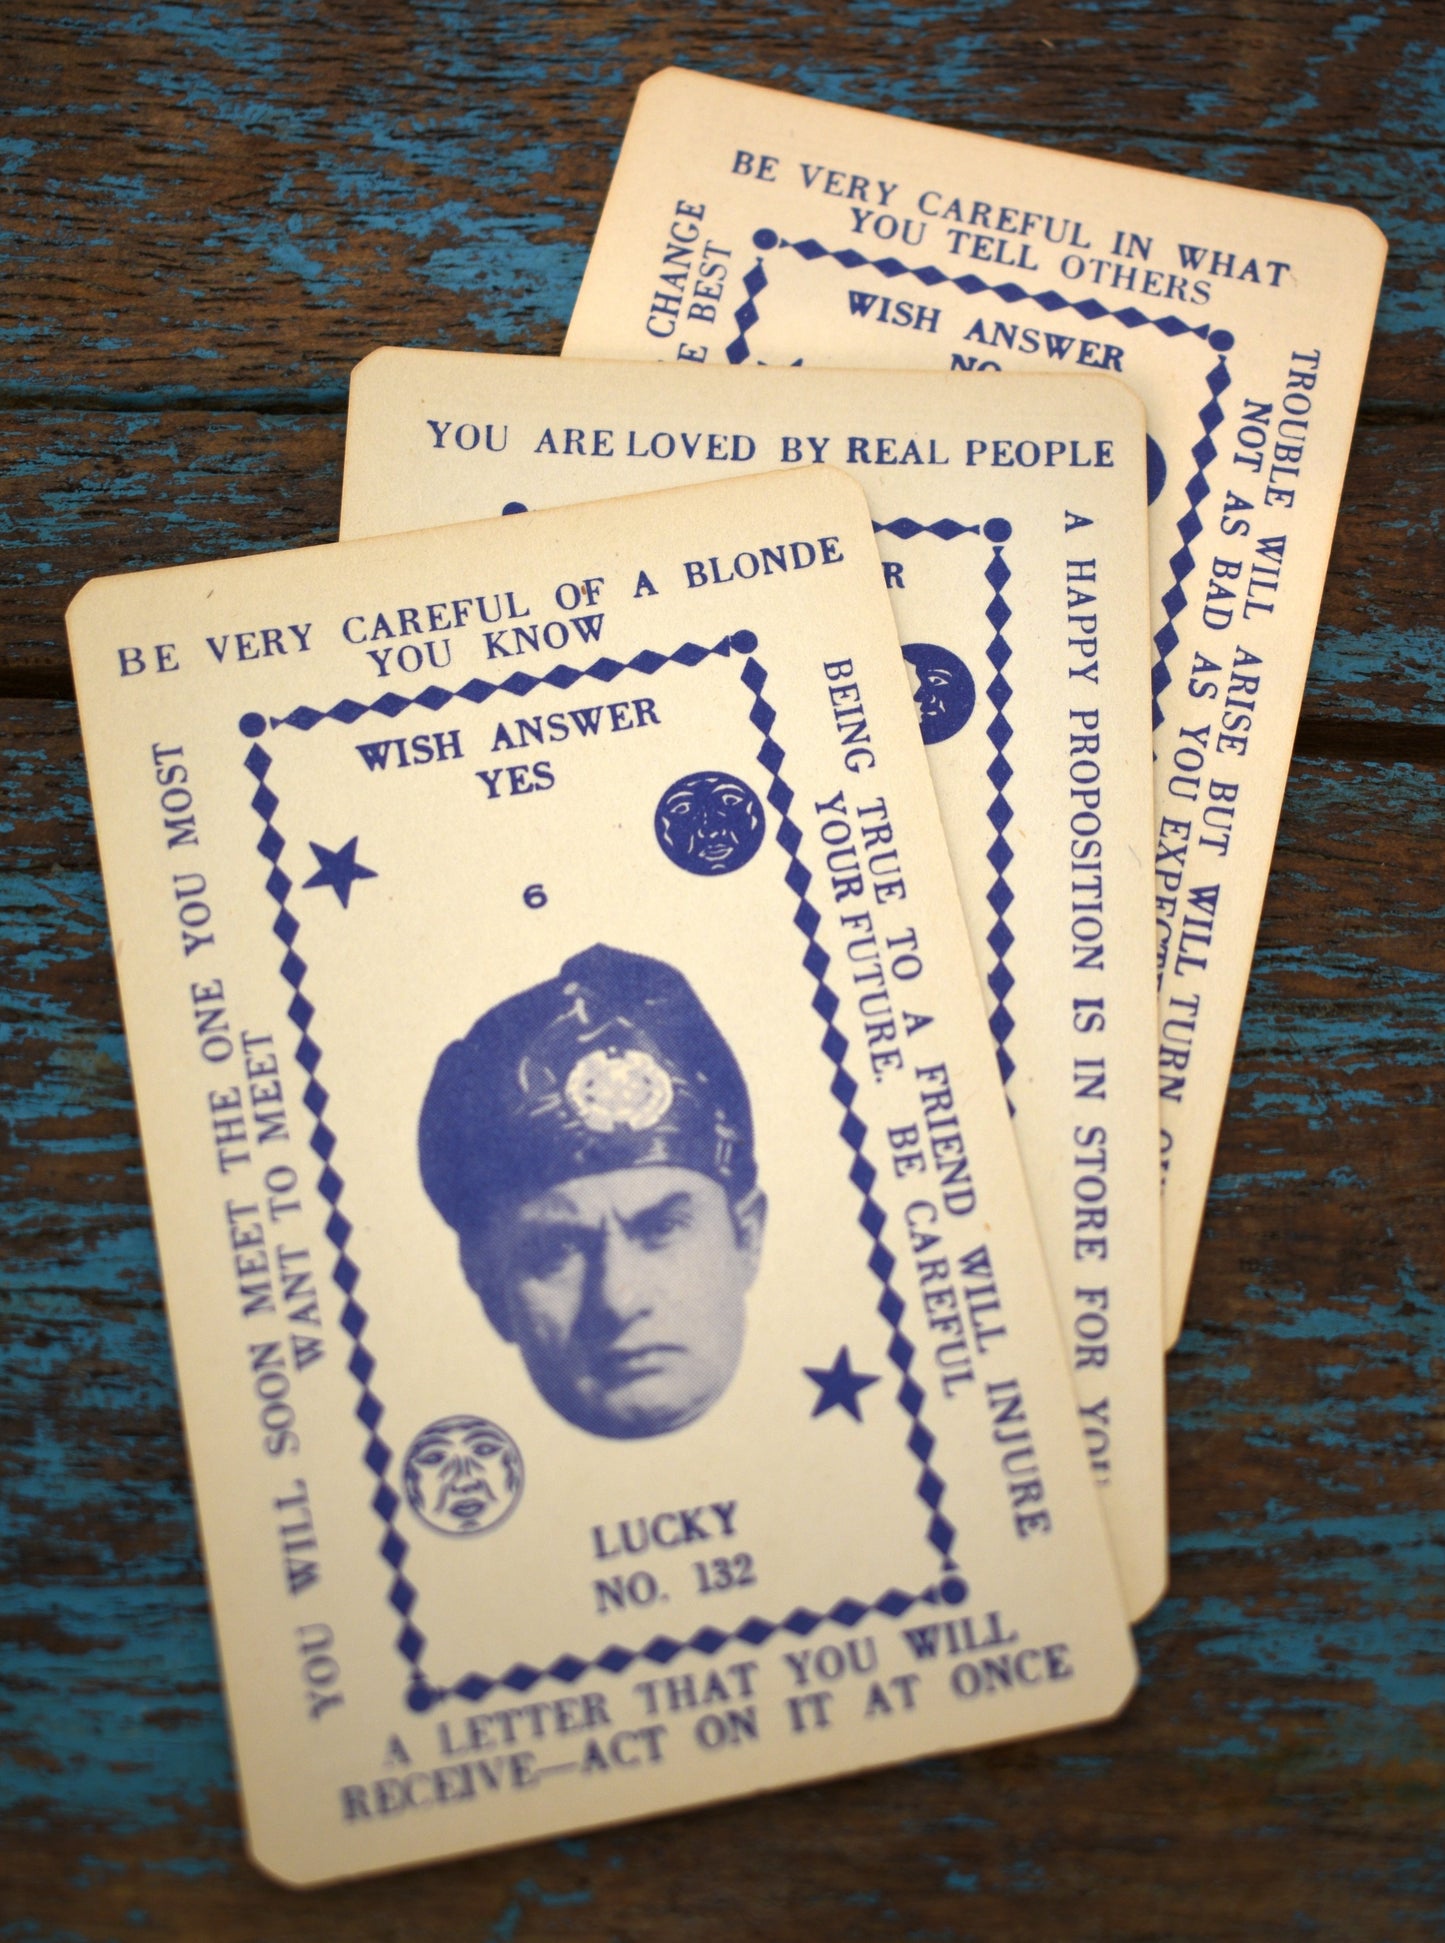 BE VERY CAREFUL IN WHAT
YOU TELL OTHERS
CHANGE
BEST
WISH ANSWER
NO
TROUBLE WILL ARISE BUT WILL TURN
NOT AS BAD AS YOU EXPECT
YOU ARE LOVED BY REAL PEOPLE
R
A HAPPY PROPOSITION IS IN STORE FOR YOU
BE VERY CAREFUL OF A BLONDE
YOU KNOW
YOU WILL SOON MEET THE ONE YOU MOST
WANT TO MEET
WISH ANSWER
YES
6
LUCKY
NO. 132
BEING TRUE TO A FRIEND WILL INJURE
YOUR FUTURE. BE CAREFUL
A LETTER THAT YOU WILL
RECEIVE—ACT ON IT AT ONCE